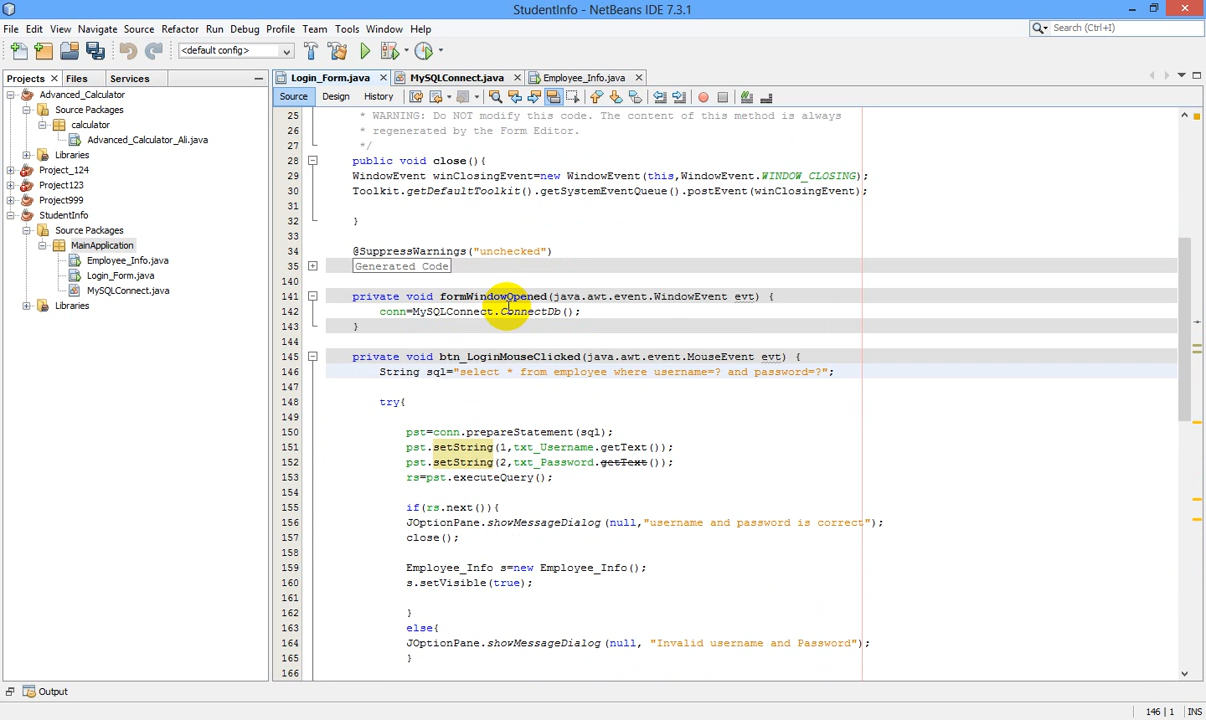 StudentInfo - NetBeans IDE 7.3.1
File Edit View Navigate Source Refactor Run Debug Profile Team Tools Window Help
Search (Ctrl+I)
<default config>
Projects Files Services
Login_Form.java MySQLConnect.java Employee_Info.java
Source Design History
Advanced_Calculator
Source Packages
calculator
Advanced_Calculator_Ali.java
Libraries
Project_124
Project123
Project999
StudentInfo
Source Packages
MainApplication
Employee_Info.java
Login_Form.java
MySQLConnect.java
Libraries
25 * WARNING: Do NOT modify this code. The content of this method is always
26 * regenerated by the Form Editor.
27 */
28 public void close(){
29 WindowEvent winClosingEvent=new WindowEvent(this,WindowEvent.WINDOW_CLOSING);
30 Toolkit.getDefaultToolkit().getSystemEventQueue().postEvent(winClosingEvent);
31
32 }
33
34 @SuppressWarnings("unchecked")
35 Generated Code
140
141 private void formWindowOpened(java.awt.event.WindowEvent evt) {
142 conn=MySQLConnect.ConnectDb();
143 }
144
145 private void btn_LoginMouseClicked(java.awt.event.MouseEvent evt) {
146 String sql="select * from employee where username=? and password=?";
147
148 try{
149
150 pst=conn.prepareStatement(sql);
151 pst.setString(1,txt_Username.getText());
152 pst.setString(2,txt_Password.getText());
153 rs=pst.executeQuery();
154
155 if(rs.next()){
156 JOptionPane.showMessageDialog(null,"username and password is correct");
157 close();
158
159 Employee_Info s=new Employee_Info();
160 s.setVisible(true);
161
162 }
163 else{
164 JOptionPane.showMessageDialog(null, "Invalid username and Password");
165 }
166
Output
146 | 1 INS